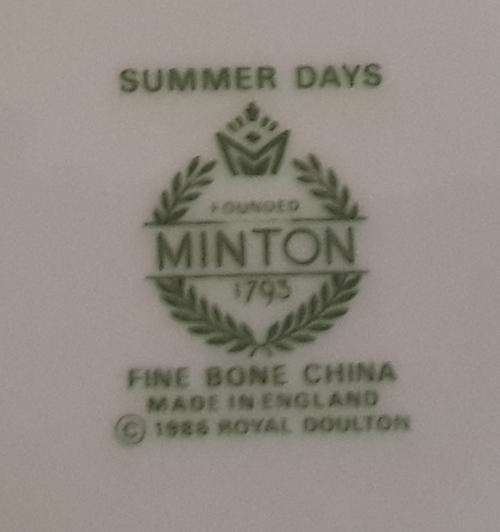 SUMMER DAYS
FOUNDED
MINTON
1793
FINE BONE CHINA
MADE IN ENGLAND
© 1986 ROYAL DOULTON